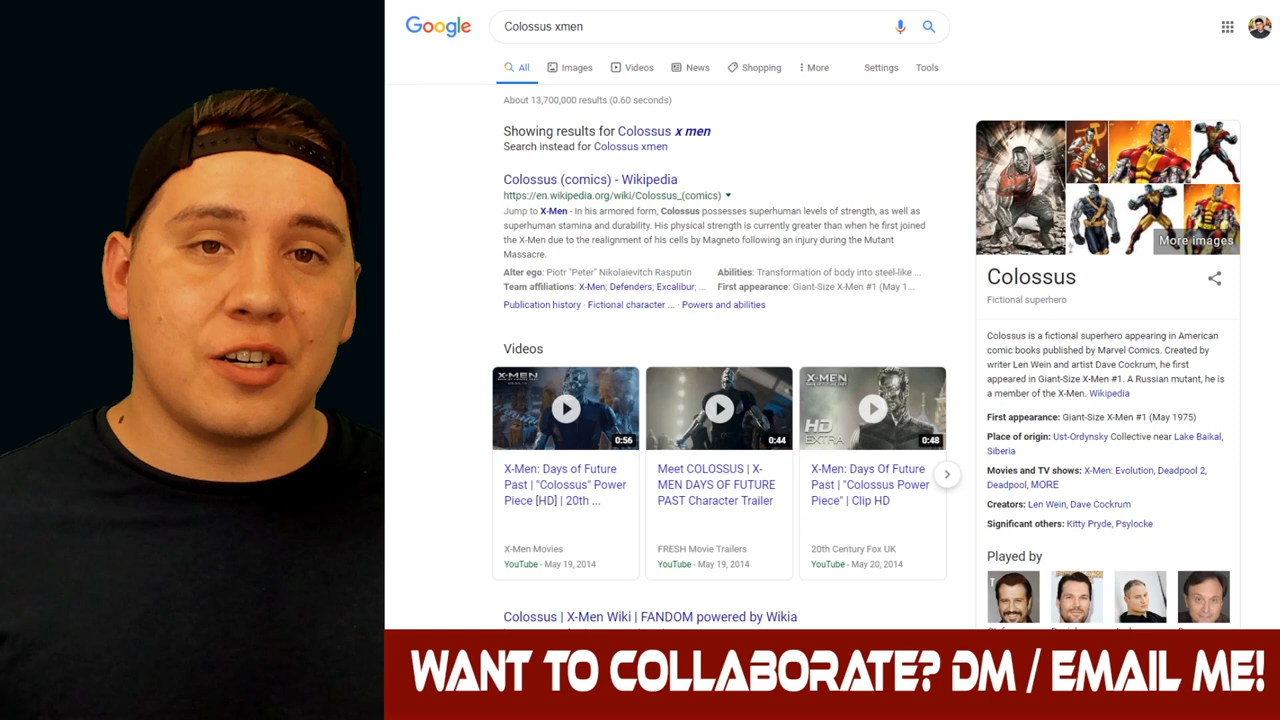 Google
Colossus xmen
All
Images
Videos
News
Shopping
More
Settings
Tools
About 13,700,000 results (0.60 seconds)
Showing results for Colossus x men
Search instead for Colossus xmen
Colossus (comics) - Wikipedia
https://en.wikipedia.org/wiki/Colossus_(comics)
Jump to X-Men - In his armored form, Colossus possesses superhuman levels of strength, as well as
superhuman stamina and durability. His physical strength is currently greater than when he first joined
the X-Men due to the realignment of his cells by Magneto following an injury during the Mutant
Massacre.
Alter ego: Piotr "Peter" Nikolaievitch Rasputin
Abilities: Transformation of body into steel-like ...
Team affiliations: X-Men; Defenders; Excalibur; ...
First appearance: Giant-Size X-Men #1 (May 1...
Publication history · Fictional character ... · Powers and abilities
Videos
X-MEN
0:56
0:44
X-MEN
HD
EXTRA
0:48
X-Men: Days of Future
Past | "Colossus" Power
Piece [HD] | 20th ...
X-Men Movies
YouTube - May 19, 2014
Meet COLOSSUS | X-
MEN DAYS OF FUTURE
PAST Character Trailer
FRESH Movie Trailers
YouTube - May 19, 2014
X-Men: Days Of Future
Past | "Colossus Power
Piece" | Clip HD
20th Century Fox UK
YouTube - May 20, 2014
Colossus | X-Men Wiki | FANDOM powered by Wikia
More images
Colossus
Fictional superhero
Colossus is a fictional superhero appearing in American
comic books published by Marvel Comics. Created by
writer Len Wein and artist Dave Cockrum, he first
appeared in Giant-Size X-Men #1. A Russian mutant, he is
a member of the X-Men. Wikipedia
First appearance: Giant-Size X-Men #1 (May 1975)
Place of origin: Ust-Ordynsky Collective near Lake Baikal,
Siberia
Movies and TV shows: X-Men: Evolution, Deadpool 2,
Deadpool, MORE
Creators: Len Wein, Dave Cockrum
Significant others: Kitty Pryde, Psylocke
Played by
WANT TO COLLABORATE? DM / EMAIL ME!